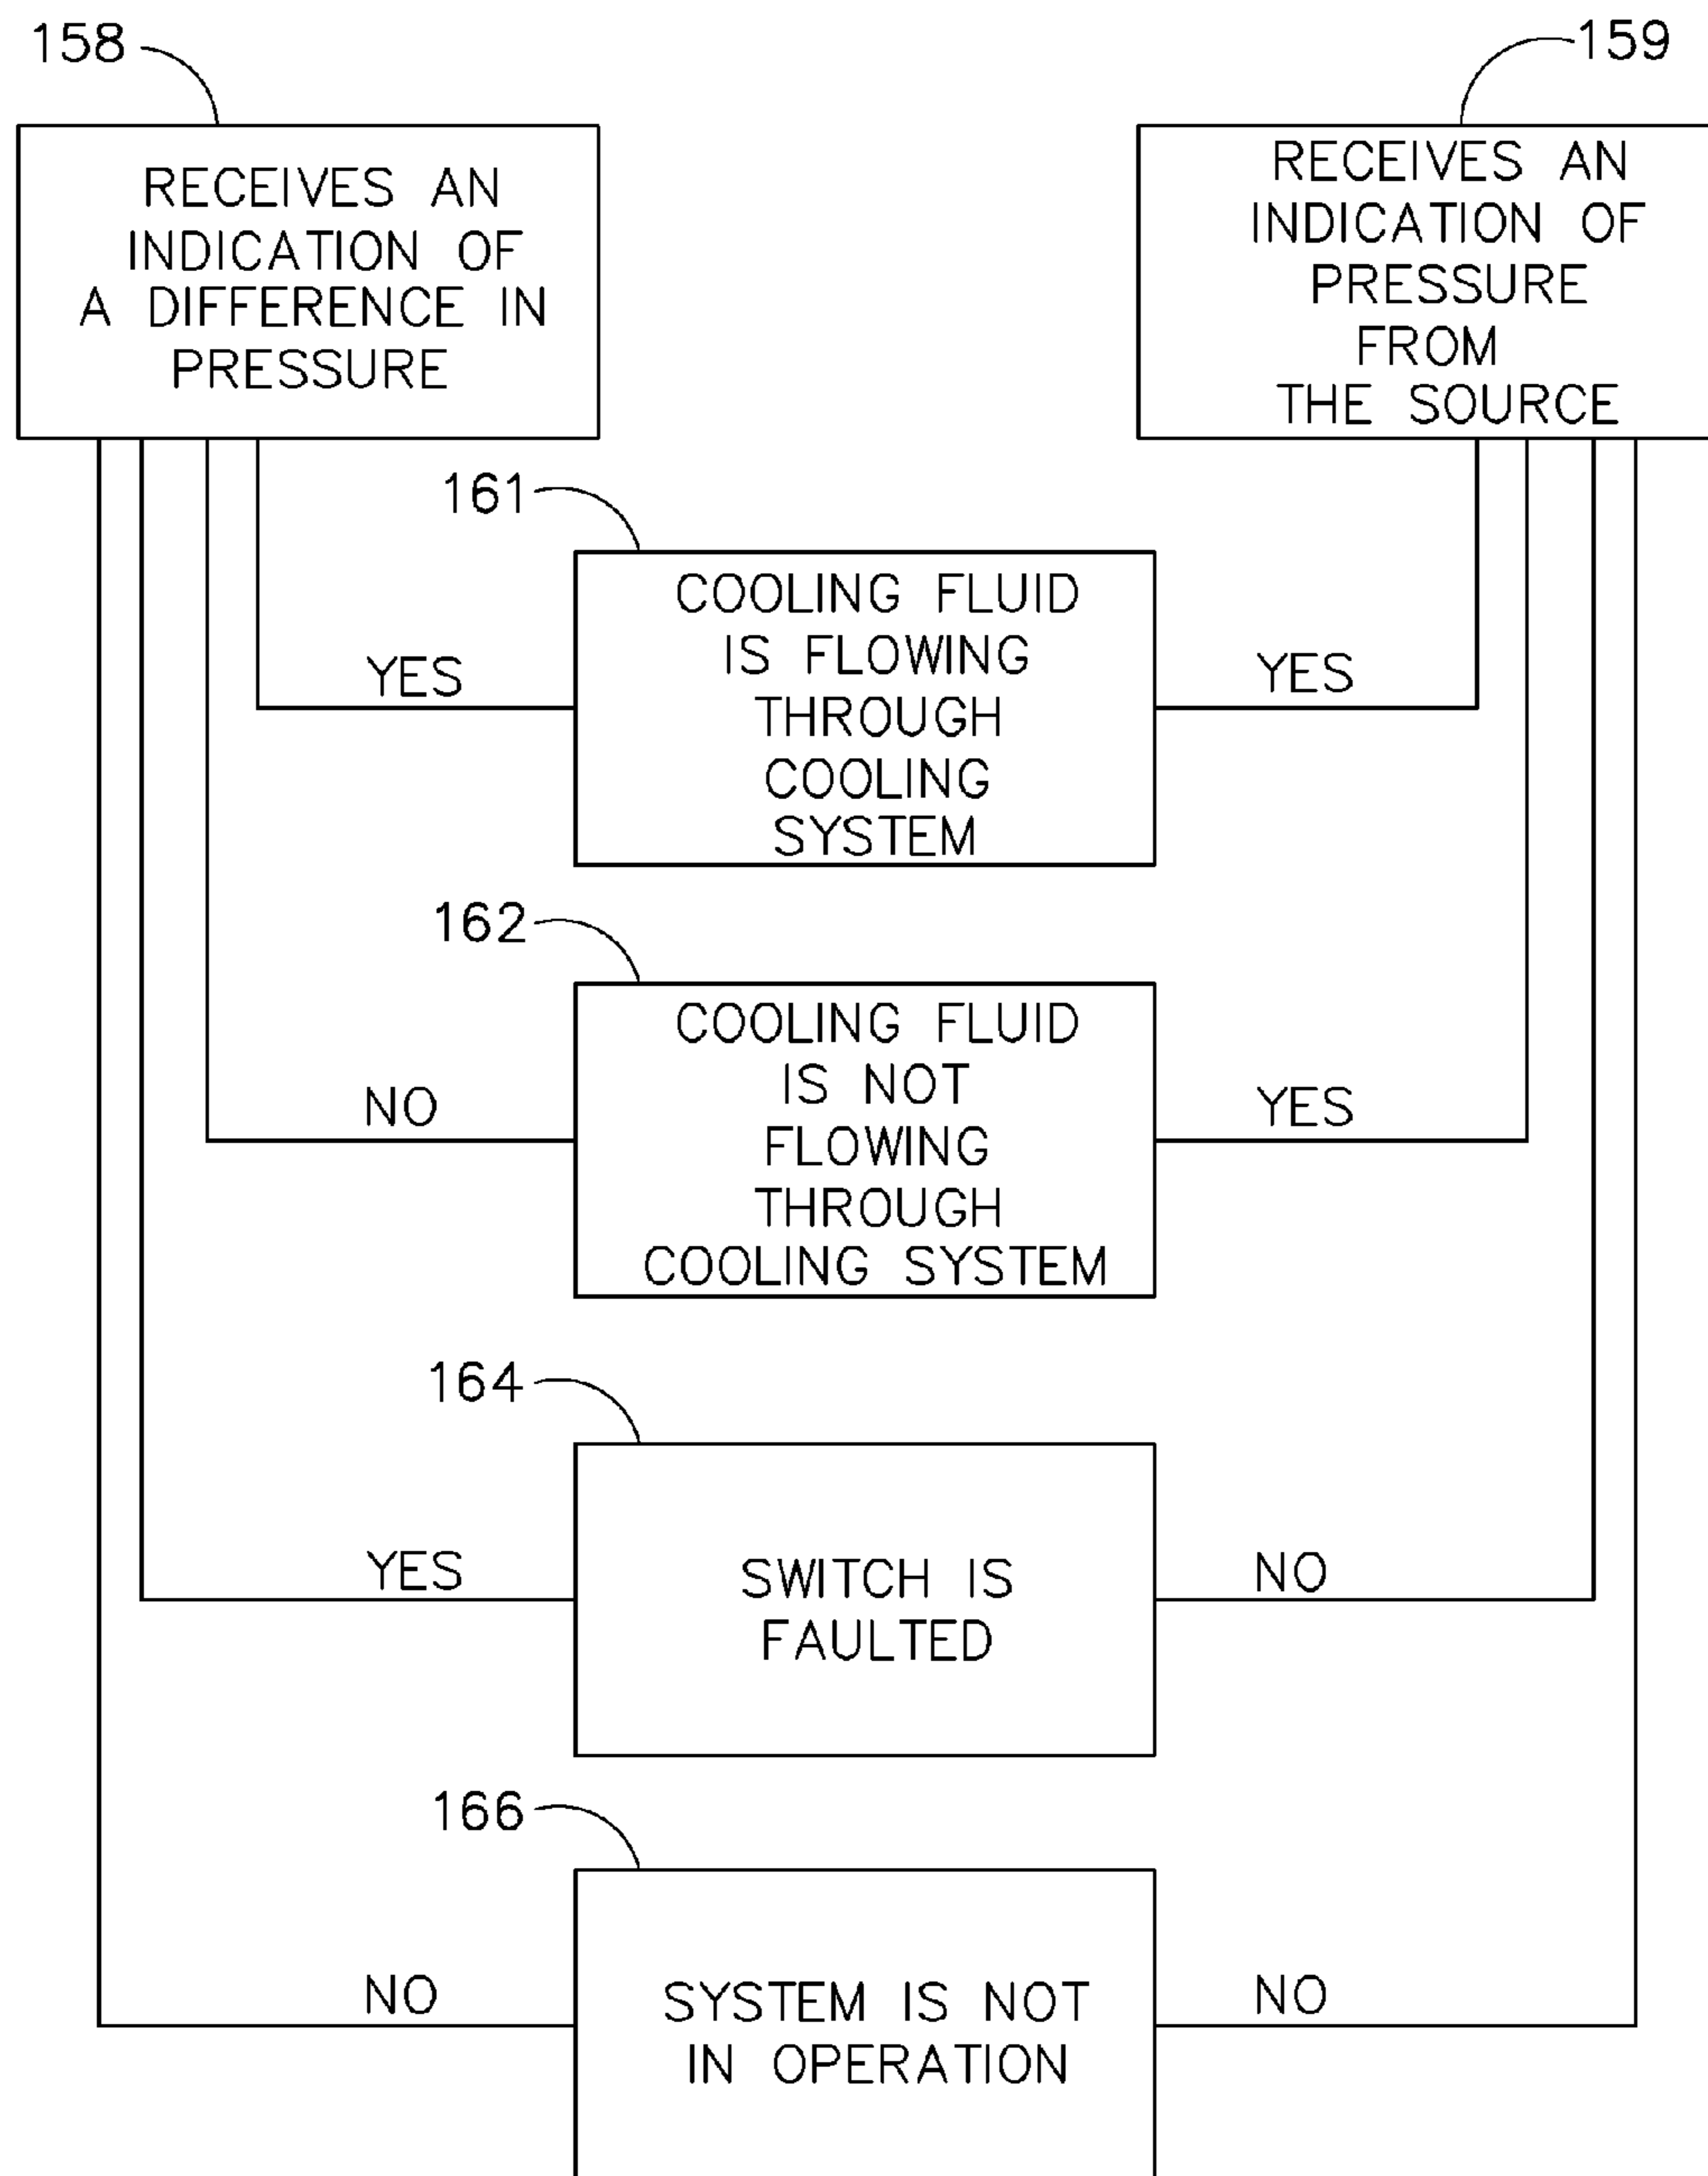 158
159
RECEIVES AN
INDICATION OF
A DIFFERENCE IN
PRESSURE
RECEIVES AN
INDICATION OF
PRESSURE
FROM
THE SOURCE
161
COOLING FLUID
IS FLOWING
THROUGH
COOLING
SYSTEM
YES
YES
162
COOLING FLUID
IS NOT
FLOWING
THROUGH
COOLING SYSTEM
NO
YES
164
YES
SWITCH IS
FAULTED
NO
166
NO
SYSTEM IS NOT
IN OPERATION
NO